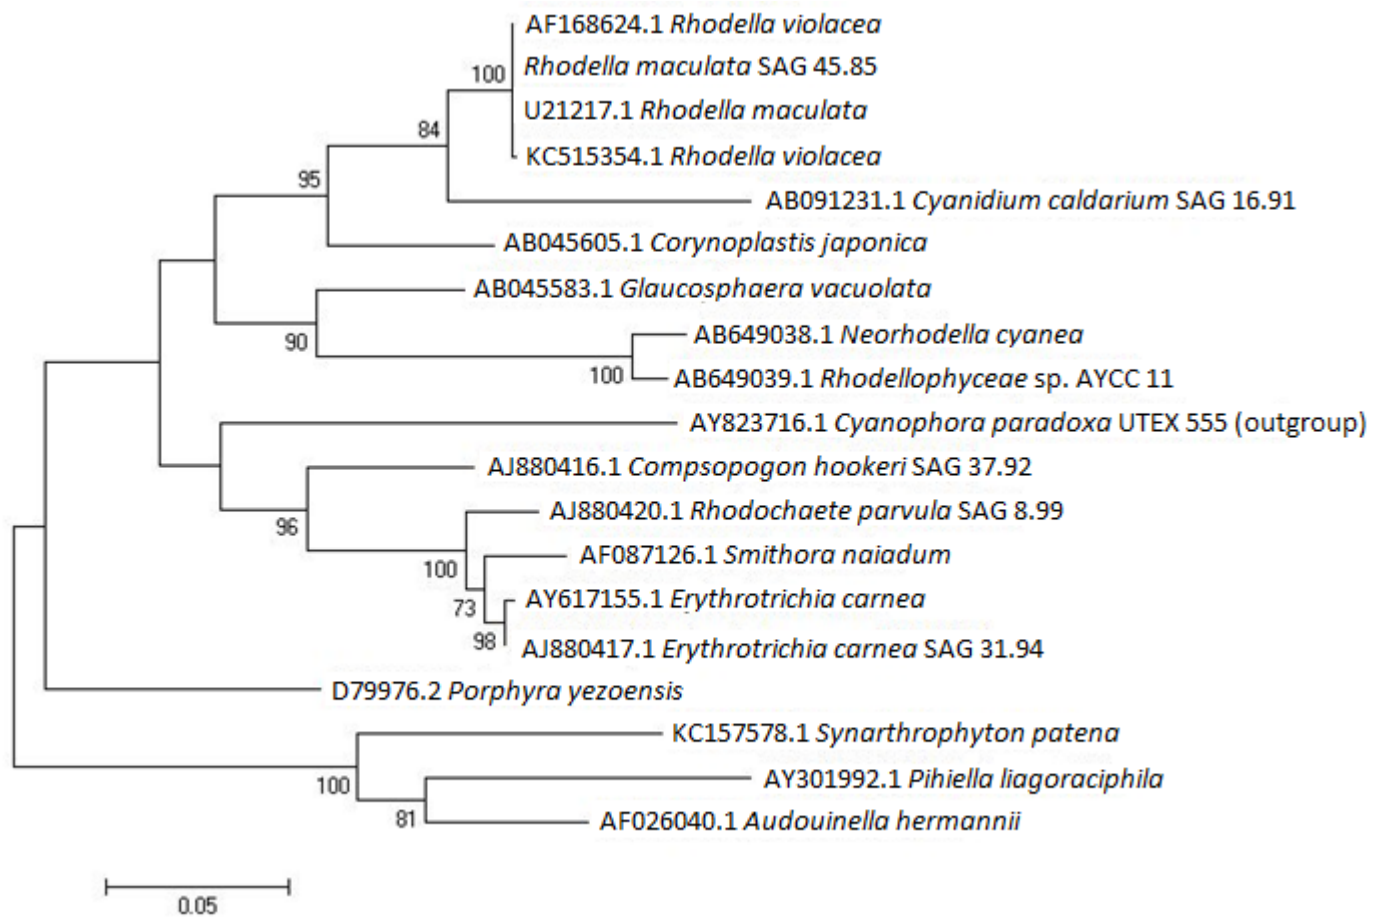 AF168624.1 Rhodella violacea
100
Rhodella maculata SAG 45.85
U21217.1 Rhodella maculata
84
KC515354.1 Rhodella violacea
95
AB091231.1 Cyanidium caldarium SAG 16.91
AB045605.1 Corynoplastis japonica
AB045583.1 Glaucosphaera vacuolata
90
AB649038.1 Neorhodella cyanea
100
AB649039.1 Rhodellophyceae sp. AYCC 11
AY823716.1 Cyanophora paradoxa UTEX 555 (outgroup)
AJ880416.1 Compsopogon hookeri SAG 37.92
96
AJ880420.1 Rhodochaete parvula SAG 8.99
100
AF087126.1 Smithora naiadum
73
AY617155.1 Erythrotrichia carnea
98
AJ880417.1 Erythrotrichia carnea SAG 31.94
D79976.2 Porphyra yezoensis
KC157578.1 Synarthrophyton patena
100
AY301992.1 Pihiella liagoraciphila
81
AF026040.1 Audouinella hermannii
0.05